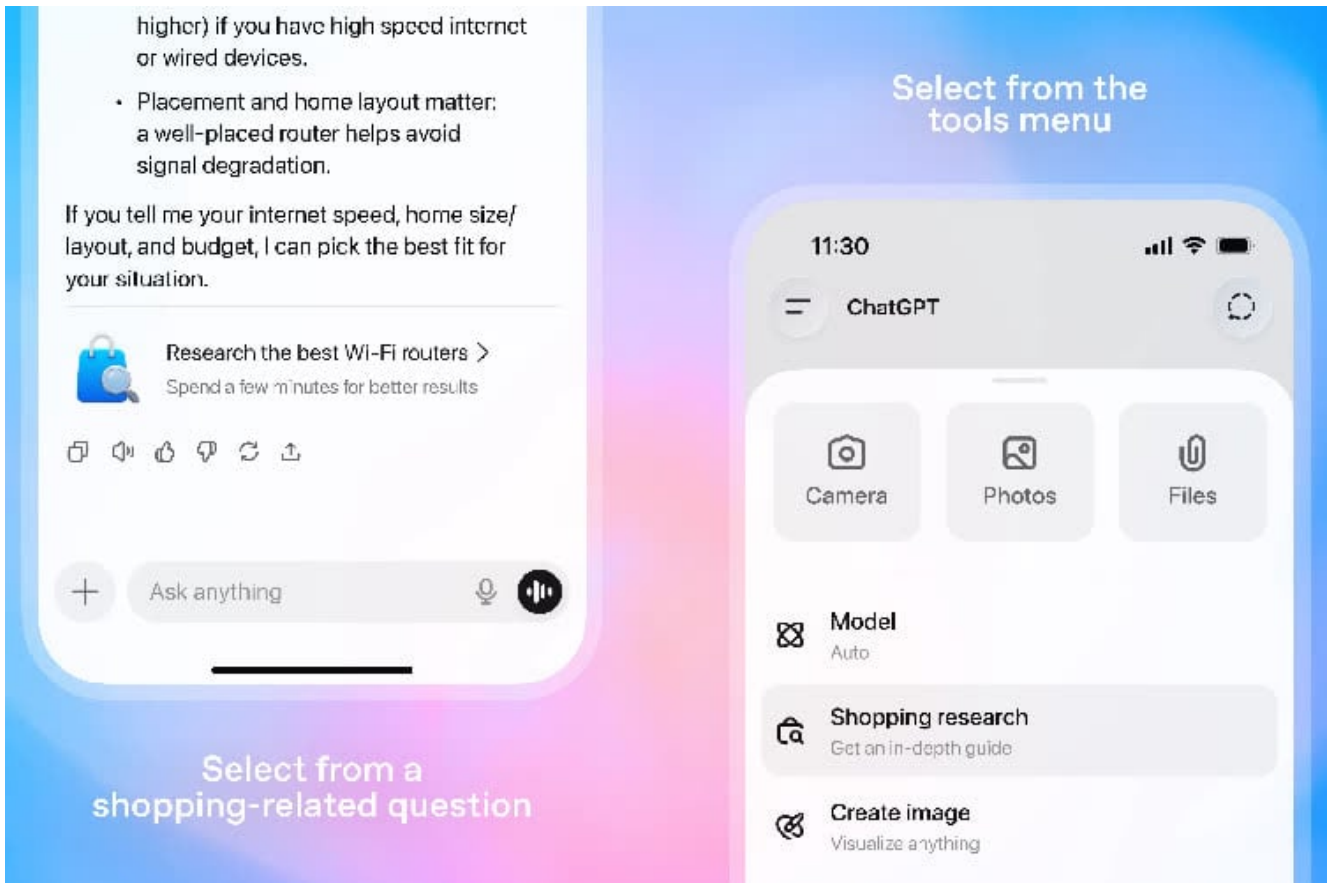 higher) if you have high speed internet
or wired devices.
• Placement and home layout matter:
a well-placed router helps avoid
signal degradation.
If you tell me your internet speed, home size/
layout, and budget, I can pick the best fit for
your situation.
Research the best Wi-Fi routers >
Spend a few minutes for better results
Ask anything
Select from a
shopping-related question
Select from the
tools menu
11:30
ChatGPT
Camera
Photos
Files
Model
Auto
Shopping research
Get an in-depth guide
Create image
Visualize anything